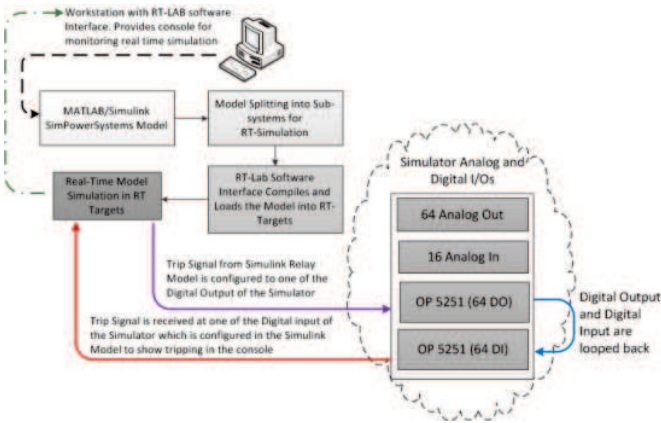 Workstation with RT-LAB software
Interface. Provides console for
monitoring real time simulation
MATLAB/Simulink
SimPowerSystems Model
Model Splitting into Sub-
systems for
RT-Simulation
Real-Time Model
Simulation in RT
Targets
RT-Lab Software
Interface Compiles and
Loads the Model into RT-
Targets
Simulator Analog and
Digital I/Os
64 Analog Out
16 Analog In
OP 5251 (64 DO)
OP 5251 (64 DI)
Trip Signal from Simulink Relay
Model is configured to one of the
Digital Output of the Simulator
Trip Signal is received at one of the Digital input of
the Simulator which is configured in the Simulink
Model to show tripping in the console
Digital Output
and Digital
Input are
looped back